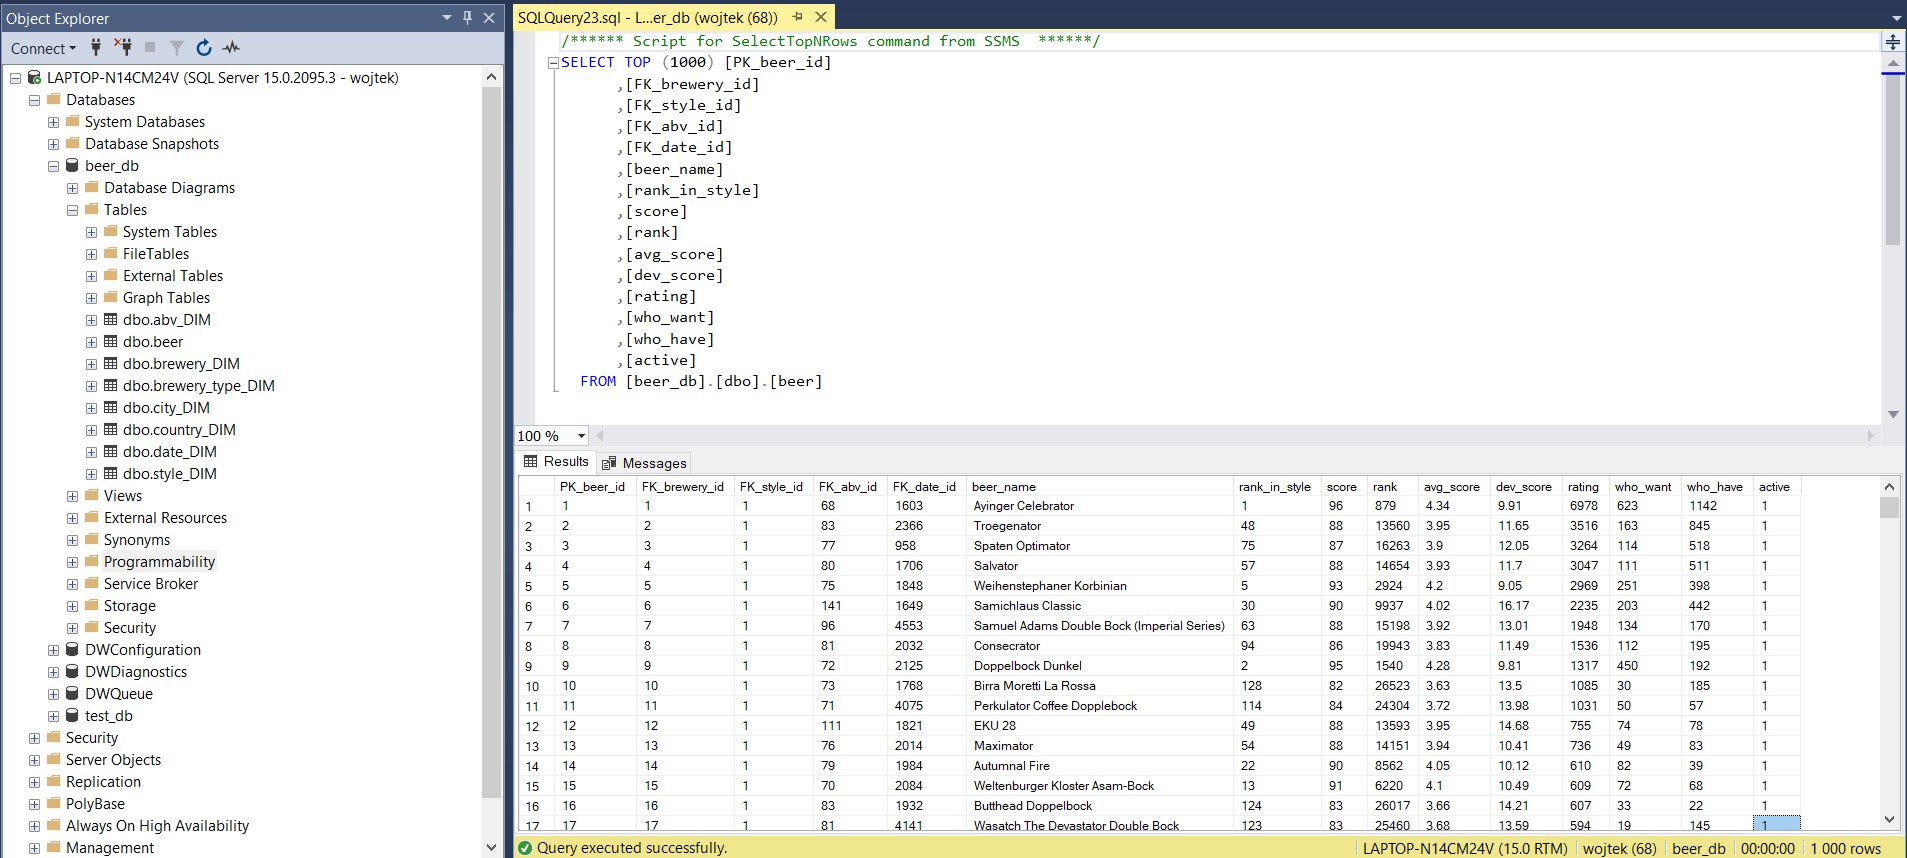 Object Explorer
Connect
LAPTOP-N14CM24V (SQL Server 15.0.2095.3 - wojtek)
Databases
System Databases
Database Snapshots
beer_db
Database Diagrams
Tables
System Tables
FileTables
External Tables
Graph Tables
dbo.abv_DIM
dbo.beer
dbo.brewery_DIM
dbo.brewery_type_DIM
dbo.city_DIM
dbo.country_DIM
dbo.date_DIM
dbo.style_DIM
Views
External Resources
Synonyms
Programmability
Service Broker
Storage
Security
DWConfiguration
DWDiagnostics
DWQueue
test_db
Security
Server Objects
Replication
PolyBase
Always On High Availability
Management
SQLQuery23.sql - L...er_db (wojtek (68))
/****** Script for SelectTopNRows command from SSMS  ******/
SELECT TOP (1000) [PK_beer_id]
,[FK_brewery_id]
,[FK_style_id]
,[FK_abv_id]
,[FK_date_id]
,[beer_name]
,[rank_in_style]
,[score]
,[rank]
,[avg_score]
,[dev_score]
,[rating]
,[who_want]
,[who_have]
,[active]
FROM [beer_db].[dbo].[beer]
100 %
Results Messages
PK_beer_id FK_brewery_id FK_style_id FK_abv_id FK_date_id beer_name rank_in_style score rank avg_score dev_score rating who_want who_have active
1 1 1 1 68 1603 Ayinger Celebrator 1 96 879 4.34 9.91 6978 623 1142 1
2 2 2 1 83 2366 Troegenator 48 88 13560 3.95 11.65 3516 163 845 1
3 3 3 1 77 958 Spaten Optimator 75 87 16263 3.9 12.05 3264 114 518 1
4 4 4 1 80 1706 Salvator 57 88 14654 3.93 11.7 3047 111 511 1
5 5 5 1 75 1848 Weihenstephaner Korbinian 5 93 2924 4.2 9.05 2969 251 398 1
6 6 6 1 141 1649 Samichlaus Classic 30 90 9937 4.02 16.17 2235 203 442 1
7 7 7 1 96 4553 Samuel Adams Double Bock (Imperial Series) 63 88 15198 3.92 13.01 1948 134 170 1
8 8 8 1 81 2032 Consecrator 94 86 19943 3.83 11.49 1536 112 195 1
9 9 9 1 72 2125 Doppelbock Dunkel 2 95 1540 4.28 9.81 1317 450 192 1
10 10 10 1 73 1768 Birra Moretti La Rossa 128 82 26523 3.63 13.5 1085 30 185 1
11 11 11 1 71 4075 Perkulator Coffee Dopplebock 114 84 24304 3.72 13.98 1031 50 57 1
12 12 12 1 111 1821 EKU 28 49 88 13593 3.95 14.68 755 74 78 1
13 13 13 1 76 2014 Maximator 54 88 14151 3.94 10.41 736 49 83 1
14 14 14 1 79 1984 Autumnal Fire 22 90 8562 4.05 10.12 610 82 39 1
15 15 15 1 70 2084 Weltenburger Kloster Asam-Bock 13 91 6220 4.1 10.49 609 72 68 1
16 16 16 1 83 1932 Butthead Doppelbock 124 83 26017 3.66 14.21 607 33 22 1
17 17 17 1 81 4141 Wasatch The Devastator Double Bock 123 83 25460 3.68 13.59 594 19 145 1
Query executed successfully.
LAPTOP-N14CM24V (15.0 RTM) wojtek (68) beer_db 00:00:00 1 000 rows